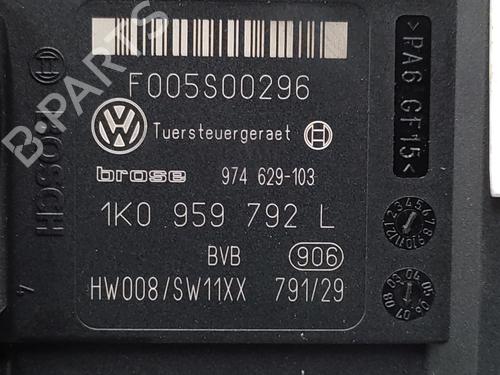 F005S00296
Tuersteuergeraet
brose 974 629-103
1K0 959 792 L
BVB 906
HW008/SW11XX 791/29
BOSCH
>PA6 GF15<
B-PARTS